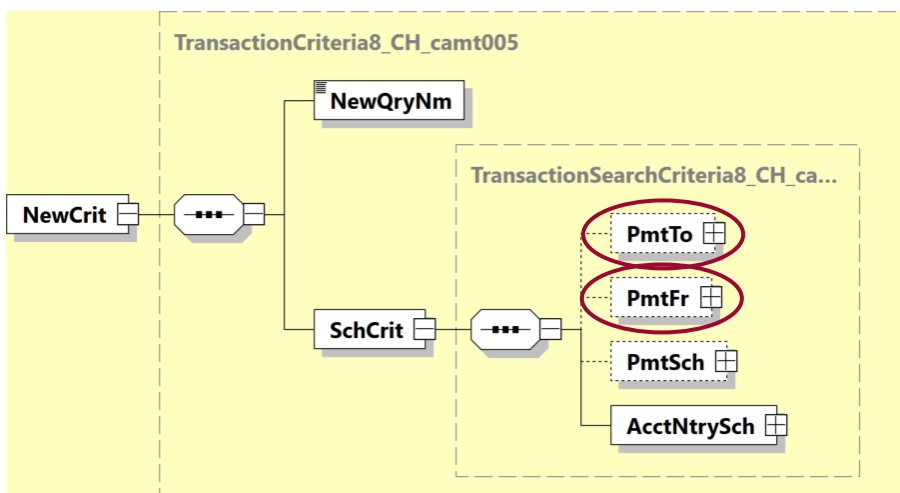 TransactionCriteria8_CH_camt005
NewQryNm
TransactionSearchCriteria8_CH_ca...
NewCrit
PmtTo
PmtFr
SchCrit
PmtSch
AcctNtrySch